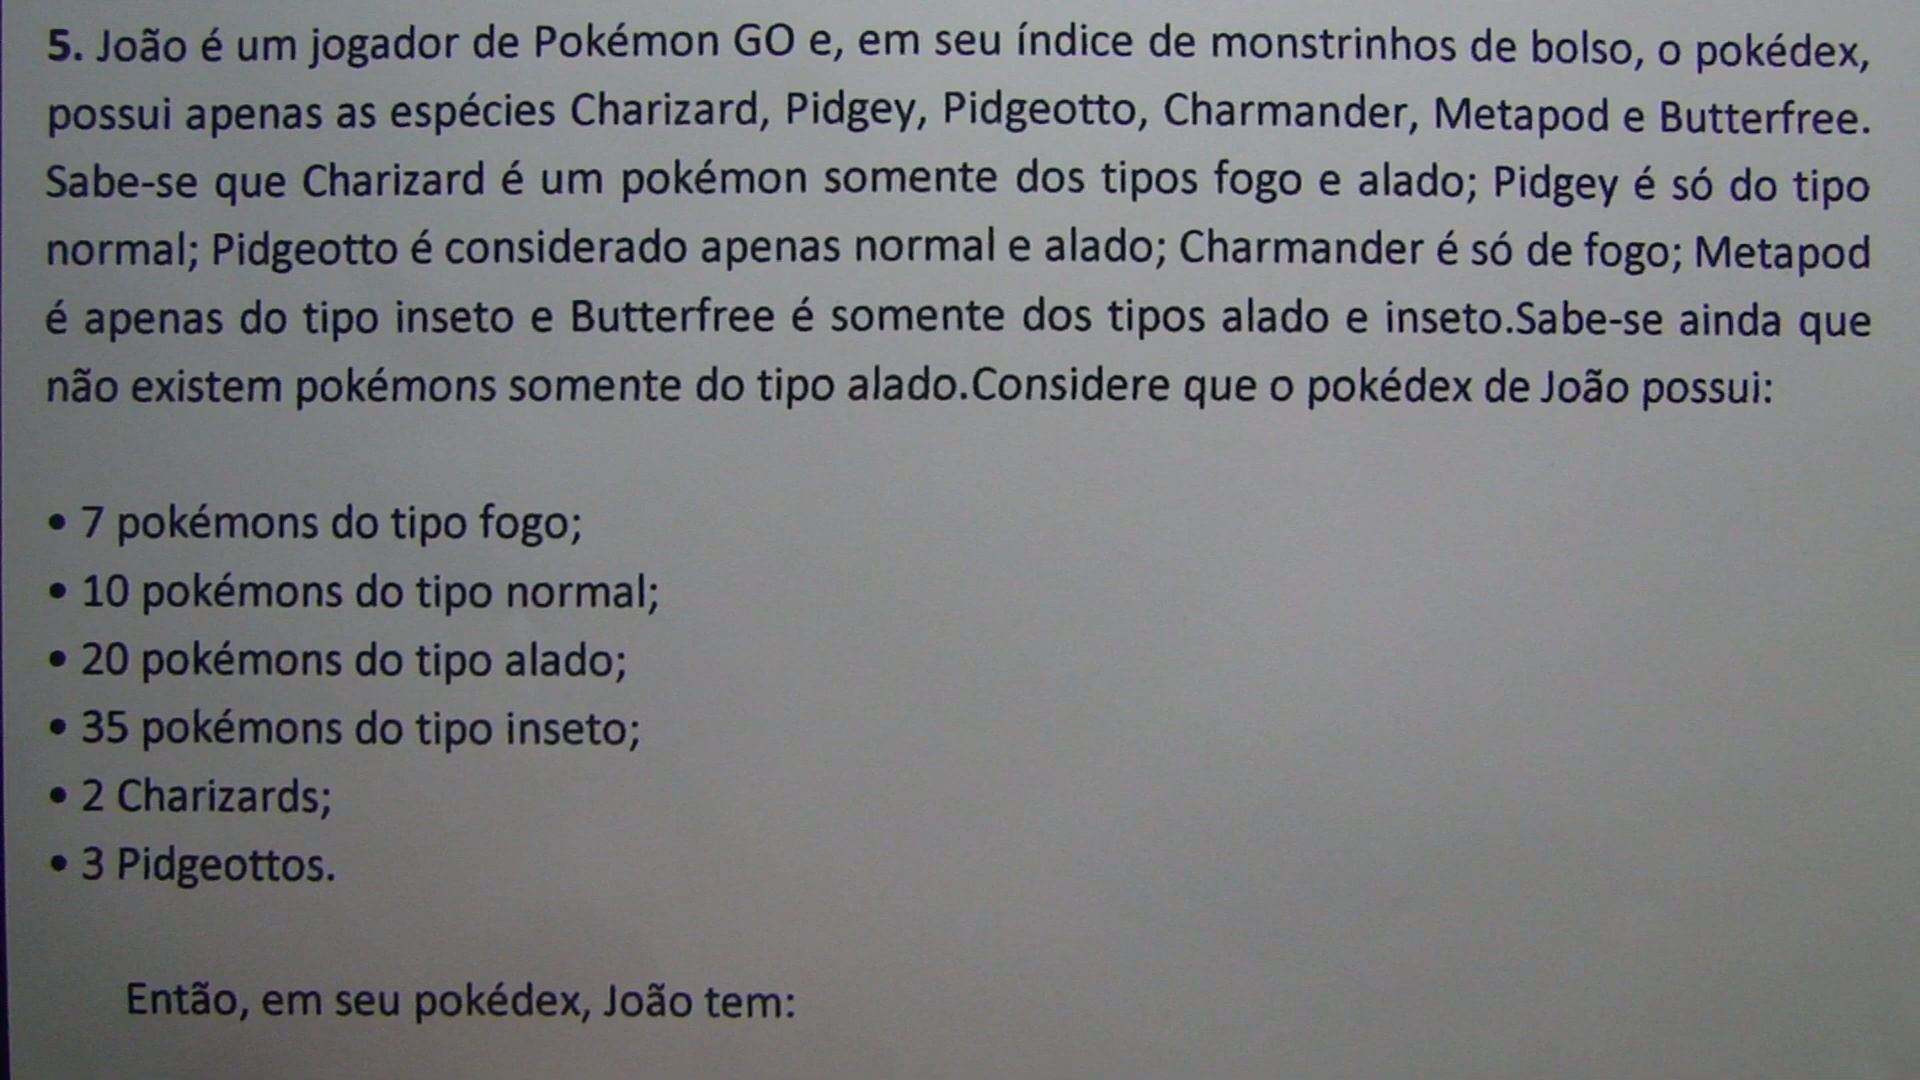 5. João é um jogador de Pokémon GO e, em seu índice de monstrinhos de bolso, o pokédex,
possui apenas as espécies Charizard, Pidgey, Pidgeotto, Charmander, Metapod e Butterfree.
Sabe-se que Charizard é um pokémon somente dos tipos fogo e alado; Pidgey é só do tipo
normal; Pidgeotto é considerado apenas normal e alado; Charmander é só de fogo; Metapod
é apenas do tipo inseto e Butterfree é somente dos tipos alado e inseto.Sabe-se ainda que
não existem pokémons somente do tipo alado.Considere que o pokédex de João possui:
• 7 pokémons do tipo fogo;
• 10 pokémons do tipo normal;
• 20 pokémons do tipo alado;
• 35 pokémons do tipo inseto;
• 2 Charizards;
• 3 Pidgeottos.
Então, em seu pokédex, João tem: